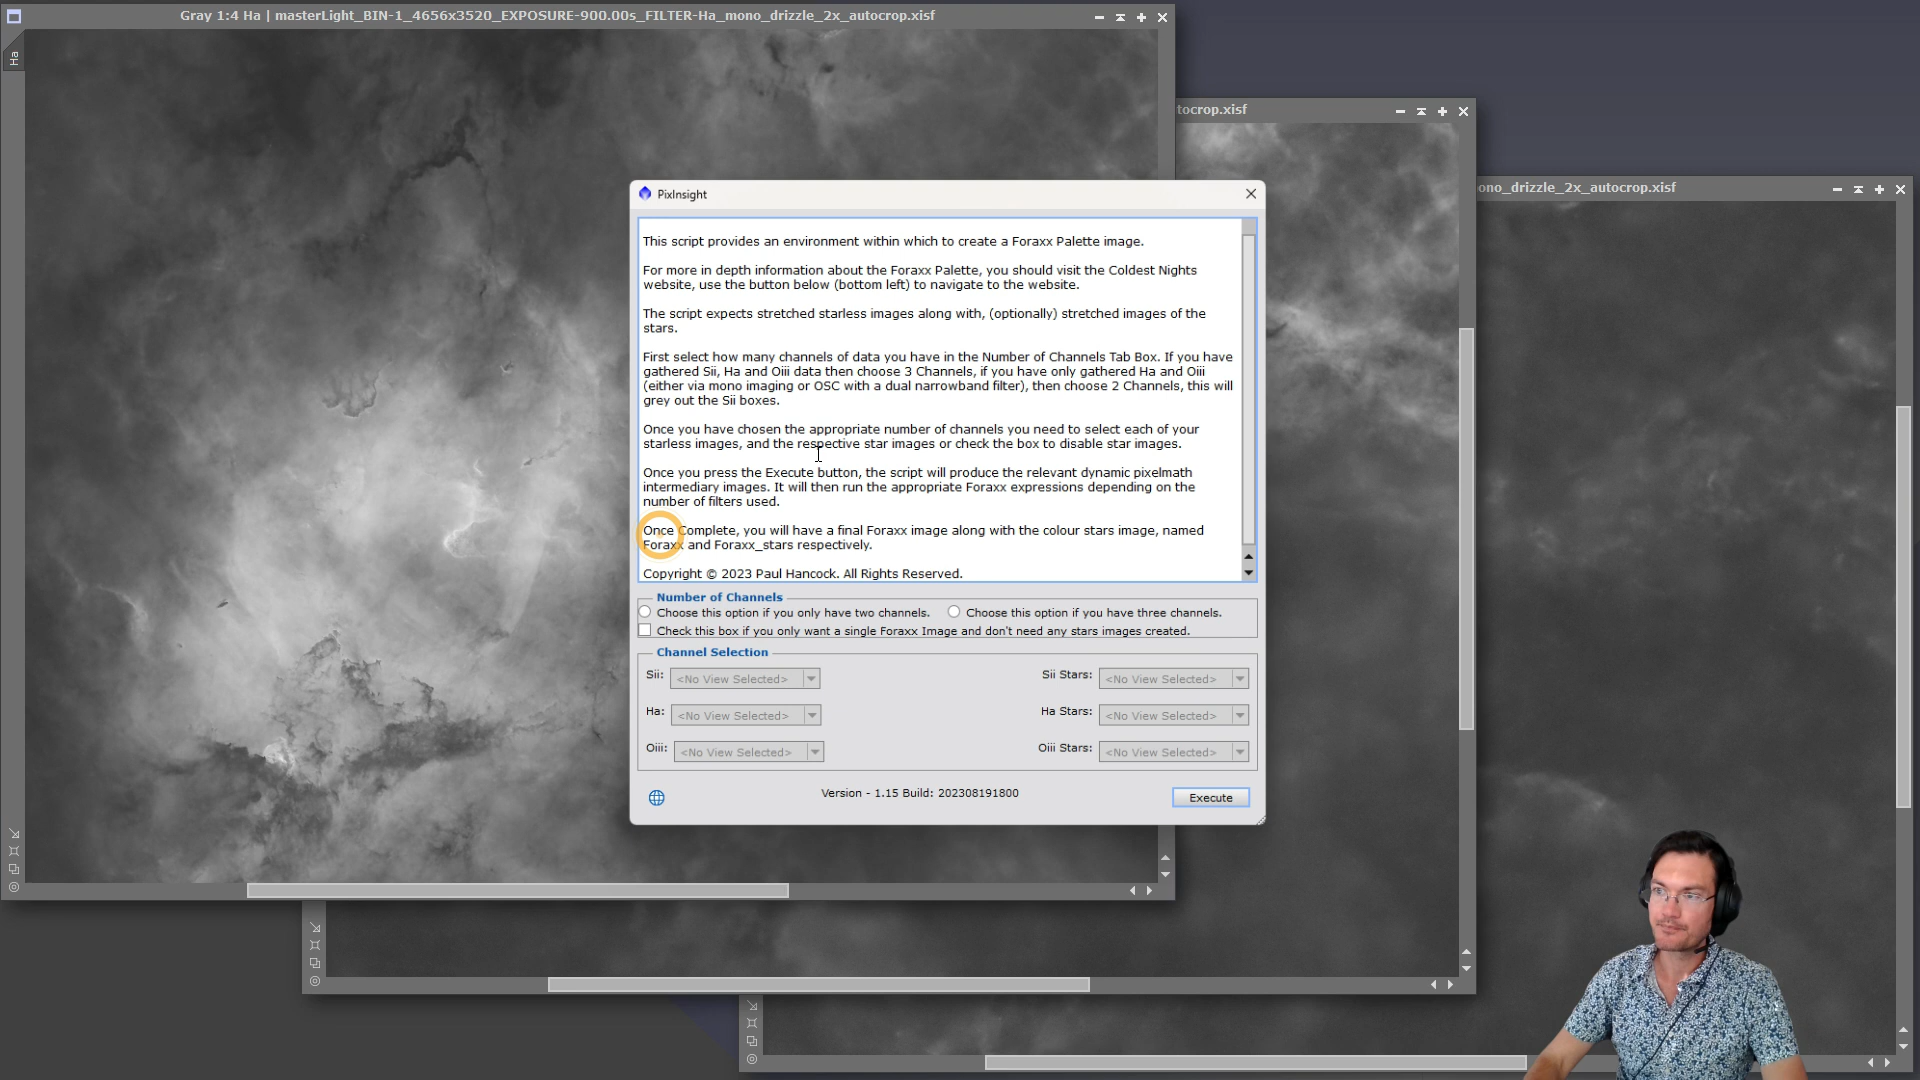 Gray 1:4 Ha | masterLight_BIN-1_4656x3520_EXPOSURE-900.00s_FILTER-Ha_mono_drizzle_2x_autocrop.xisf
Ha
tocrop.xisf
ono_drizzle_2x_autocrop.xisf
PixInsight
This script provides an environment within which to create a Foraxx Palette image.
For more in depth information about the Foraxx Palette, you should visit the Coldest Nights
website, use the button below (bottom left) to navigate to the website.
The script expects stretched starless images along with, (optionally) stretched images of the
stars.
First select how many channels of data you have in the Number of Channels Tab Box. If you have
gathered Sii, Ha and Oiii data then choose 3 Channels, if you have only gathered Ha and Oiii
(either via mono imaging or OSC with a dual narrowband filter), then choose 2 Channels, this will
grey out the Sii boxes.
Once you have chosen the appropriate number of channels you need to select each of your
starless images, and the respective star images or check the box to disable star images.
Once you press the Execute button, the script will produce the relevant dynamic pixelmath
intermediary images. It will then run the appropriate Foraxx expressions depending on the
number of filters used.
Once Complete, you will have a final Foraxx image along with the colour stars image, named
Foraxx and Foraxx_stars respectively.
Copyright © 2023 Paul Hancock. All Rights Reserved.
Number of Channels
Choose this option if you only have two channels. Choose this option if you have three channels.
Check this box if you only want a single Foraxx Image and don't need any stars images created.
Channel Selection
Sii: <No View Selected> Sii Stars: <No View Selected>
Ha: <No View Selected> Ha Stars: <No View Selected>
Oiii: <No View Selected> Oiii Stars: <No View Selected>
Version - 1.15 Build: 202308191800
Execute